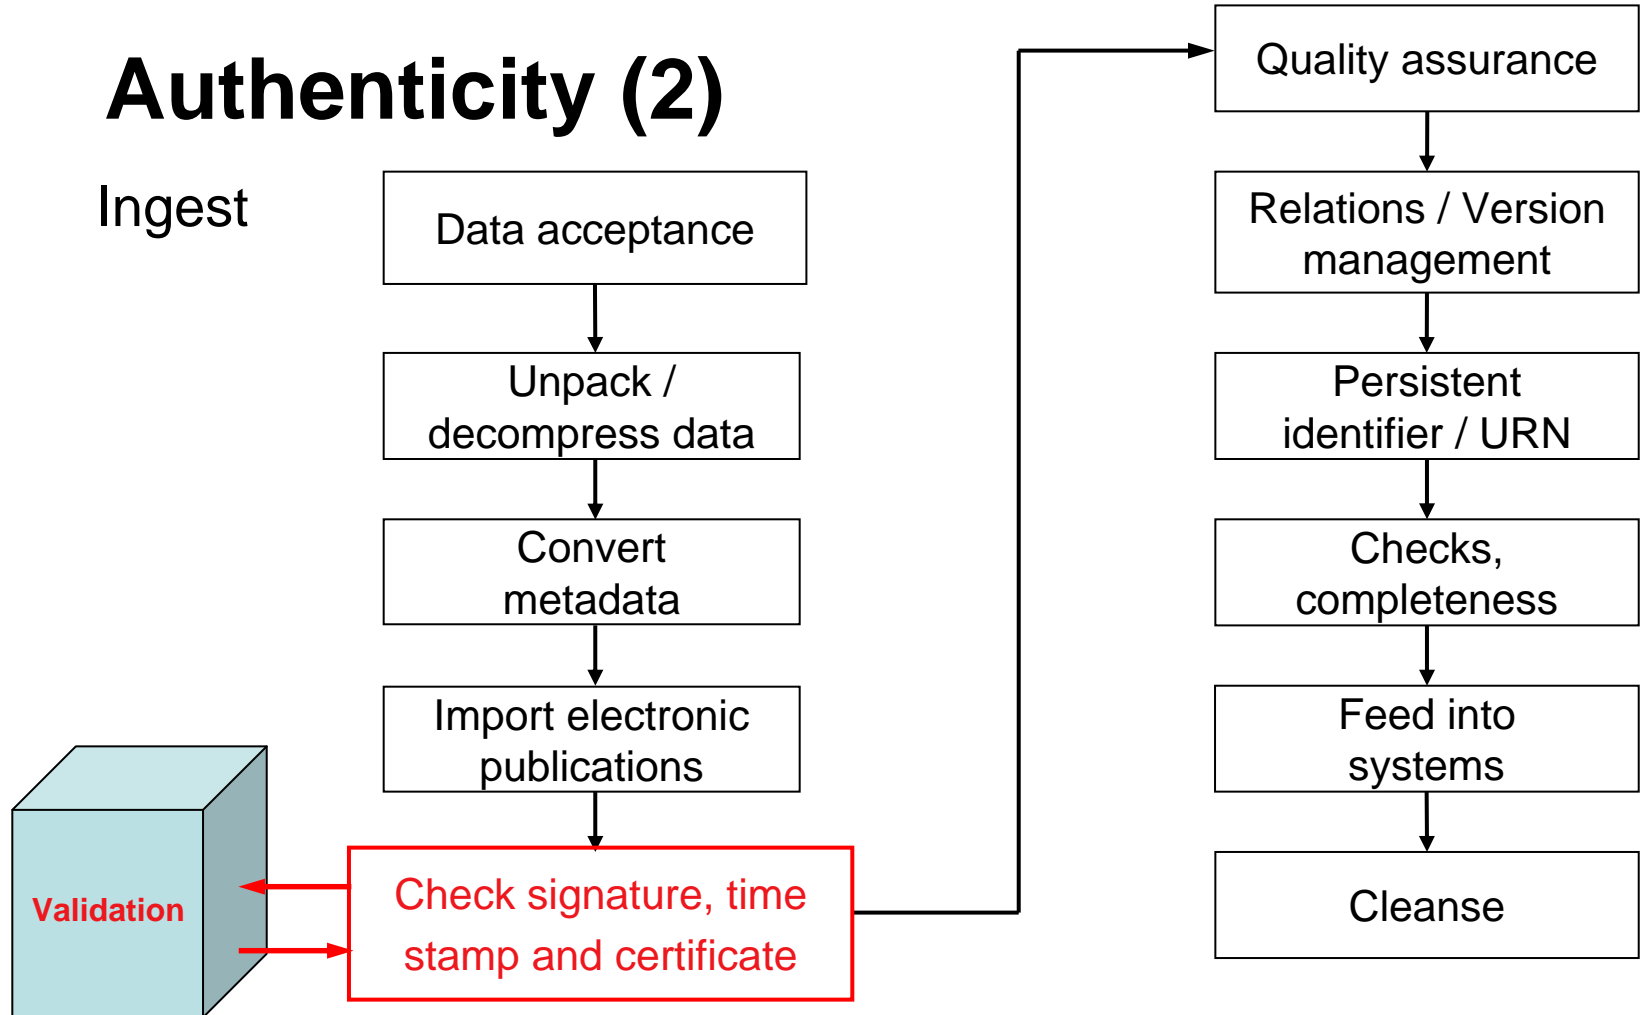 Authenticity (2)
Ingest
Data acceptance
Unpack /
decompress data
Convert
metadata
Import electronic
publications
Validation
Check signature, time
stamp and certificate
Quality assurance
Relations / Version
management
Persistent
identifier / URN
Checks,
completeness
Feed into
systems
Cleanse